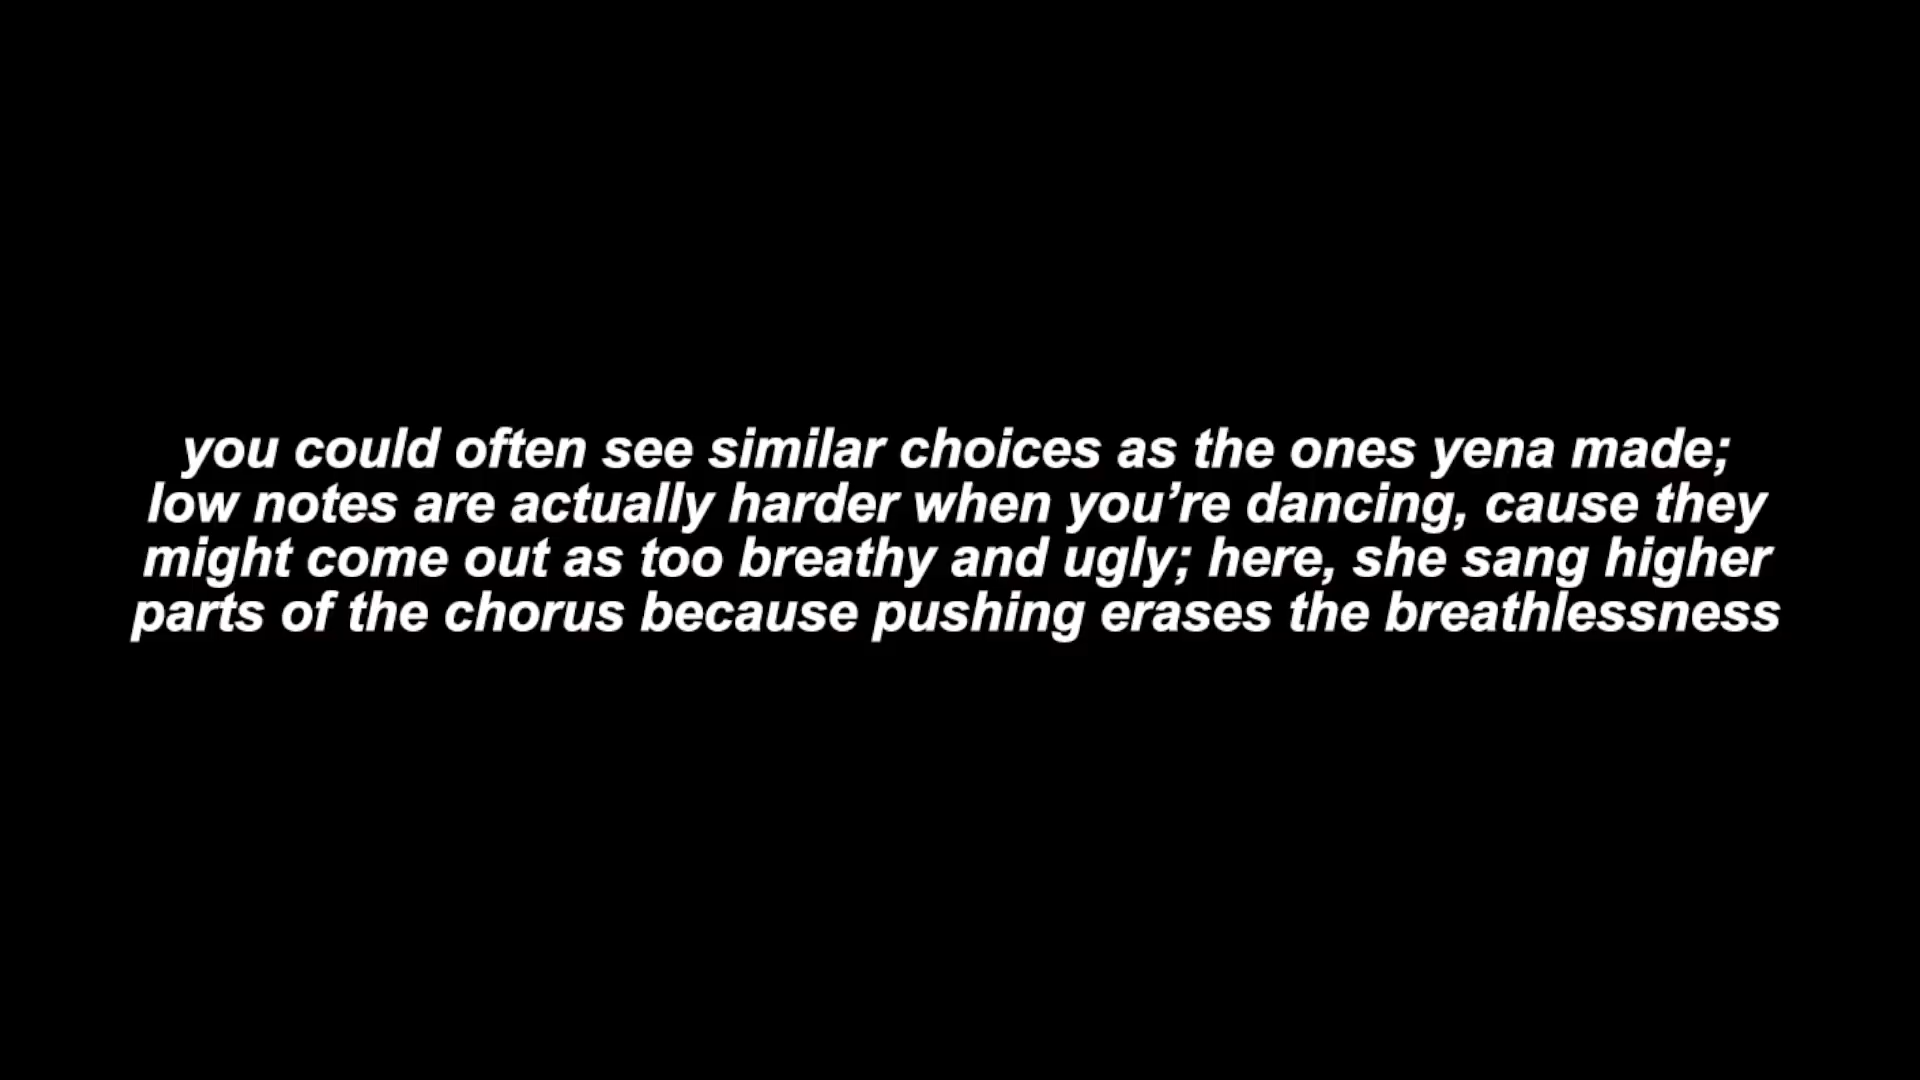 you could often see similar choices as the ones yena made;
low notes are actually harder when you’re dancing, cause they
might come out as too breathy and ugly; here, she sang higher
parts of the chorus because pushing erases the breathlessness